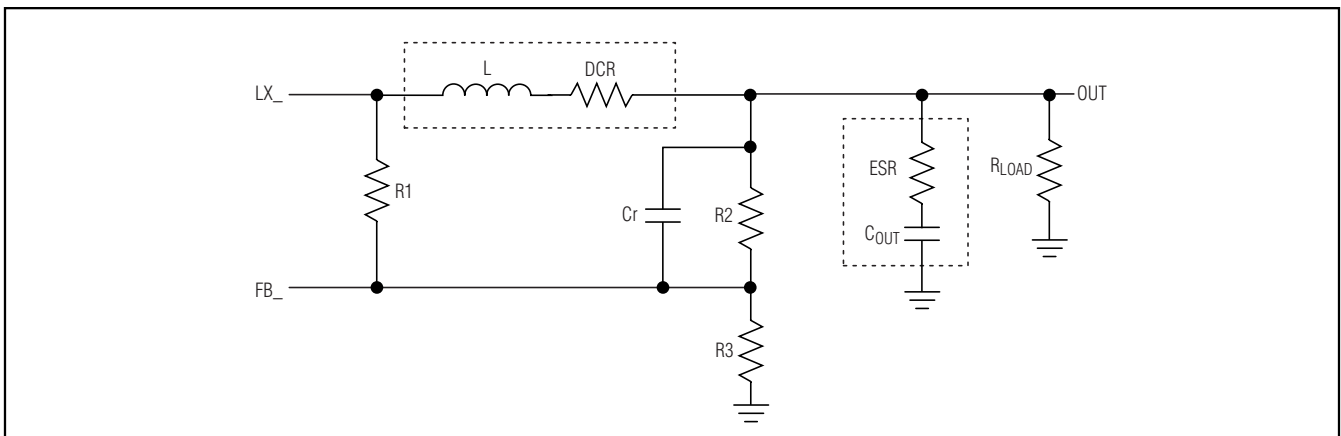 L
DCR
LX_
OUT
R1
Cr
R2
ESR
COUT
RLOAD
FB_
R3